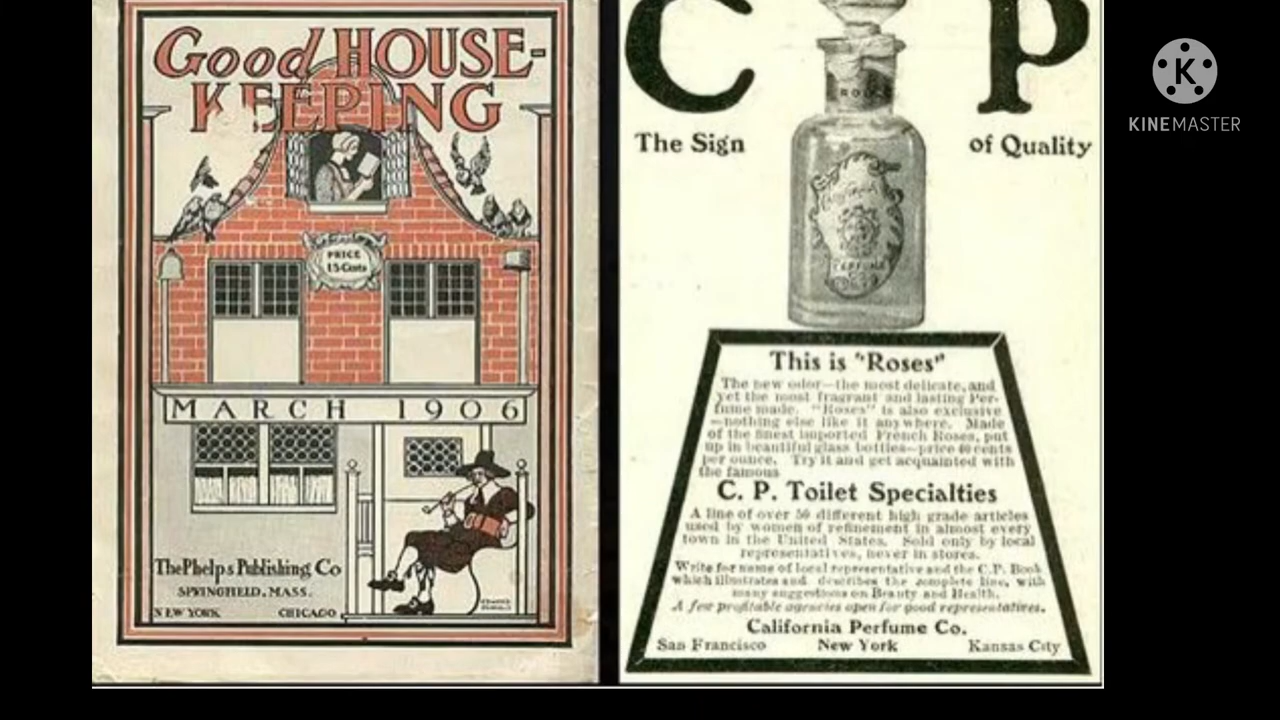 Good HOUSE-
KEEPING
PRICE
15 Cents
MARCH 1906
The Phelps Publishing Co
SPRINGFIELD, MASS.
NEW YORK CHICAGO
C P
The Sign of Quality
This is "Roses"
The new odor—the most delicate, and
yet the most fragrant and lasting Per-
fume made. "Roses" is also exclusive
—nothing else like it anywhere. Made
of the finest imported French Roses, put
up in beautiful glass bottles—price 60 cents
per ounce. Try it and get acquainted with
the famous
C. P. Toilet Specialties
A line of over 50 different high grade articles
used by women of refinement in almost every
town in the United States. Sold only by local
representatives, never in stores.
Write for name of local representative and the C.P. Book
which illustrates and describes the complete line, with
many suggestions on Beauty and Health.
A few profitable agencies open for good representatives.
California Perfume Co.
San Francisco New York Kansas City
KINEMASTER